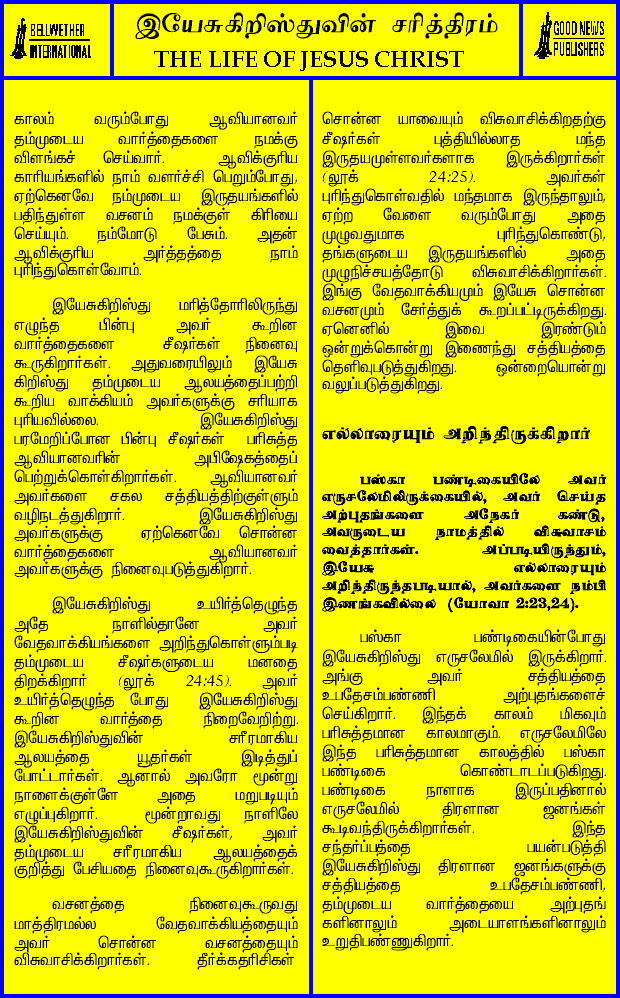 BELLWETHER
INTERNATIONAL
இயேசுகிறிஸ்துவின் சரித்திரம்
THE LIFE OF JESUS CHRIST
GOOD NEWS
PUBLISHERS
காலம் வரும்போது ஆவியானவர்
தம்முடைய வார்த்தைகளை நமக்கு
விளங்கச் செய்வார். ஆவிக்குரிய
காரியங்களில் நாம் வளர்ச்சி பெறும்போது,
ஏற்கெனவே நம்முடைய இருதயங்களில்
பதிந்துள்ள வசனம் நமக்குள் கிரியை
செய்யும். நம்மோடு பேசும். அதன்
ஆவிக்குரிய அர்த்தத்தை நாம்
புரிந்துகொள்வோம்.
இயேசுகிறிஸ்து மரித்தோரிலிருந்து
எழுந்த பின்பு அவர் கூறின
வார்த்தைகளை சீஷர்கள் நினைவு
கூருகிறார்கள். அதுவரையிலும் இயேசு
கிறிஸ்து தம்முடைய ஆலயத்தைப்பற்றி
கூறிய வாக்கியம் அவர்களுக்கு சரியாக
புரியவில்லை. இயேசுகிறிஸ்து
பரமேறிப்போன பின்பு சீஷர்கள் பரிசுத்த
ஆவியானவரின் அபிஷேகத்தைப்
பெற்றுக்கொள்கிறார்கள். ஆவியானவர்
அவர்களை சகல சத்தியத்திற்குள்ளும்
வழிநடத்துகிறார். இயேசுகிறிஸ்து
அவர்களுக்கு ஏற்கெனவே சொன்ன
வார்த்தைகளை ஆவியானவர்
அவர்களுக்கு நினைவுபடுத்துகிறார்.
இயேசுகிறிஸ்து உயிர்த்தெழுந்த
அதே நாளில்தானே அவர்
வேதவாக்கியங்களை அறிந்துகொள்ளும்படி
தம்முடைய சீஷர்களுடைய மனதை
திறக்கிறார் (லூக் 24:45). அவர்
உயிர்த்தெழுந்த போது இயேசுகிறிஸ்து
கூறின வார்த்தை நிறைவேறிற்று.
இயேசுகிறிஸ்துவின் சரீரமாகிய
ஆலயத்தை யூதர்கள் இடித்துப்
போட்டார்கள். ஆனால் அவரோ மூன்று
நாளைக்குள்ளே அதை மறுபடியும்
எழுப்புகிறார். மூன்றாவது நாளிலே
இயேசுகிறிஸ்துவின் சீஷர்கள், அவர்
தம்முடைய சரீரமாகிய ஆலயத்தைக்
குறித்து பேசியதை நினைவுகூருகிறார்கள்.
வசனத்தை நினைவுகூருவது
மாத்திரமல்ல வேதவாக்கியத்தையும்
அவர் சொன்ன வசனத்தையும்
விசுவாசிக்கிறார்கள். தீர்க்கதரிசிகள்
சொன்ன யாவையும் விசுவாசிக்கிறதற்கு
சீஷர்கள் புத்தியில்லாத மந்த
இருதயமுள்ளவர்களாக இருக்கிறார்கள்
(லூக் 24:25). அவர்கள்
புரிந்துகொள்வதில் மந்தமாக இருந்தாலும்,
ஏற்ற வேளை வரும்போது அதை
முழுவதுமாக புரிந்துகொண்டு,
தங்களுடைய இருதயங்களில் அதை
முழுநிச்சயத்தோடு விசுவாசிக்கிறார்கள்.
இங்கு வேதவாக்கியமும் இயேசு சொன்ன
வசனமும் சேர்த்துக் கூறப்பட்டிருக்கிறது.
ஏனெனில் இவை இரண்டும்
ஒன்றுக்கொன்று இணைந்து சத்தியத்தை
தெளிவுபடுத்துகிறது. ஒன்றையொன்று
வலுப்படுத்துகிறது.
எல்லாரையும் அறிந்திருக்கிறார்
பஸ்கா பண்டிகையிலே அவர்
எருசலேமிலிருக்கையில், அவர் செய்த
அற்புதங்களை அநேகர் கண்டு,
அவருடைய நாமத்தில் விசுவாசம்
வைத்தார்கள். அப்படியிருந்தும்,
இயேசு எல்லாரையும்
அறிந்திருந்தபடியால், அவர்களை நம்பி
இணங்கவில்லை (யோவா 2:23,24).
பஸ்கா பண்டிகையின்போது
இயேசுகிறிஸ்து எருசலேமில் இருக்கிறார்.
அங்கு அவர் சத்தியத்தை
உபதேசம்பண்ணி அற்புதங்களைச்
செய்கிறார். இந்தக் காலம் மிகவும்
பரிசுத்தமான காலமாகும். எருசலேமிலே
இந்த பரிசுத்தமான காலத்தில் பஸ்கா
பண்டிகை கொண்டாடப்படுகிறது.
பண்டிகை நாளாக இருப்பதினால்
எருசலேமில் திரளான ஜனங்கள்
கூடிவந்திருக்கிறார்கள். இந்த
சந்தர்ப்பத்தை பயன்படுத்தி
இயேசுகிறிஸ்து திரளான ஜனங்களுக்கு
சத்தியத்தை உபதேசம்பண்ணி,
தம்முடைய வார்த்தையை அற்புதங்
களினாலும் அடையாளங்களினாலும்
உறுதிபண்ணுகிறார்.